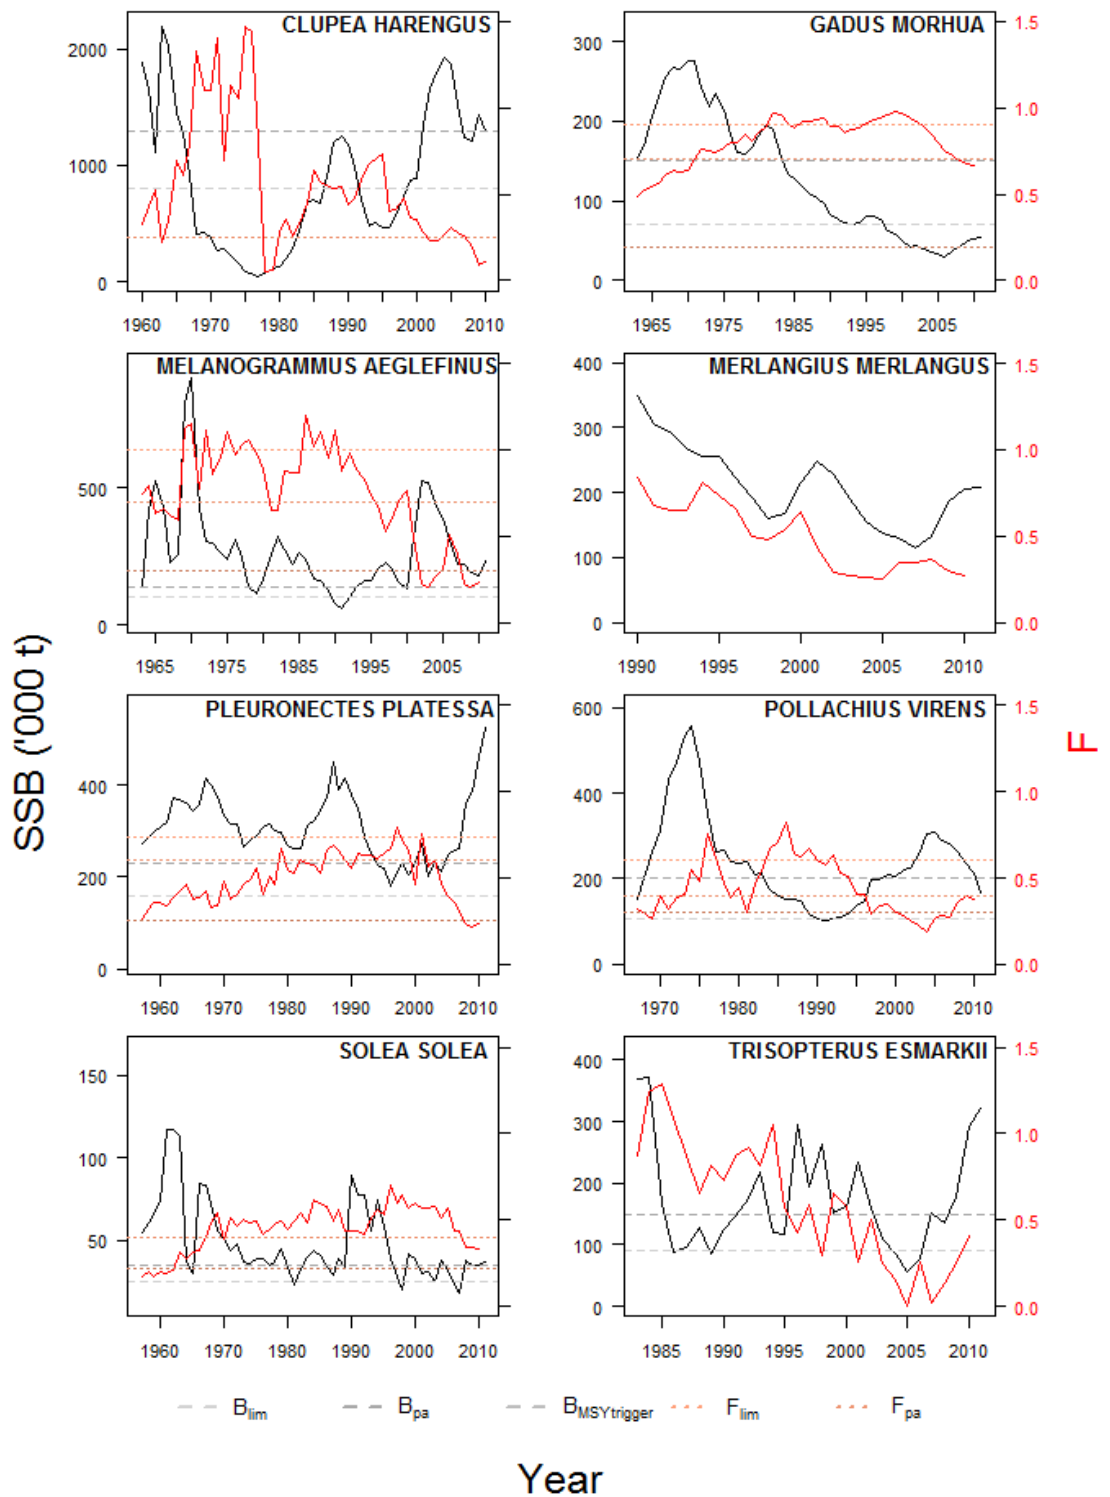 CLUPEA HARENGUS
GADUS MORHUA
2000
1000
0
300
200
100
0
1.5
1.0
0.5
0.0
1960 1970 1980 1990 2000 2010
1965 1975 1985 1995 2005
MELANOGRAMMUS AEGLEFINUS
MERLANGIUS MERLANGUS
500
0
400
300
200
100
0
1.5
1.0
0.5
0.0
1965 1975 1985 1995 2005
1990 1995 2000 2005 2010
SSB ('000 t)
F
PLEURONECTES PLATESSA
POLLACHIUS VIRENS
400
200
0
600
400
200
0
1.5
1.0
0.5
0.0
1960 1970 1980 1990 2000 2010
1970 1980 1990 2000 2010
SOLEA SOLEA
TRISOPTERUS ESMARKII
150
100
50
400
300
200
100
0
1.5
1.0
0.5
0.0
1960 1970 1980 1990 2000 2010
1985 1990 1995 2000 2005 2010
Blim Bpa BMSYtrigger Flim Fpa
Year